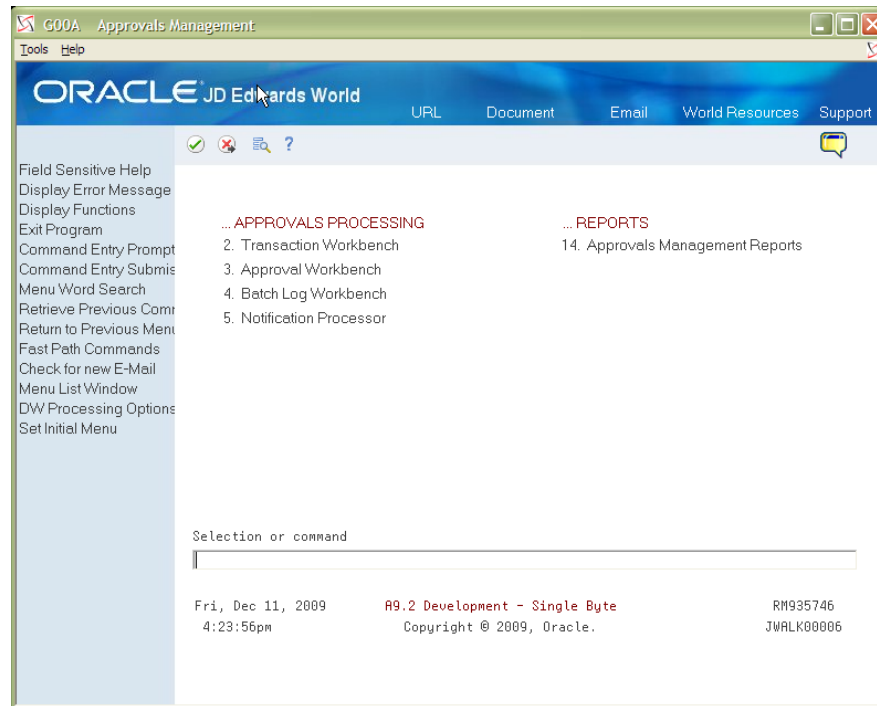 G00A Approvals Management
Tools Help
ORACLE JD Edwards World
URL Document Email World Resources Support
Field Sensitive Help
Display Error Message
Display Functions
Exit Program
Command Entry Prompt
Command Entry Submis
Menu Word Search
Retrieve Previous Com
Return to Previous Menu
Fast Path Commands
Check for new E-Mail
Menu List Window
DW Processing Options
Set Initial Menu
... APPROVALS PROCESSING
2. Transaction Workbench
3. Approval Workbench
4. Batch Log Workbench
5. Notification Processor
... REPORTS
14. Approvals Management Reports
Selection or command
Fri, Dec 11, 2009 A9.2 Development - Single Byte RM935746
4:23:56pm Copyright © 2009, Oracle. JWALK00006